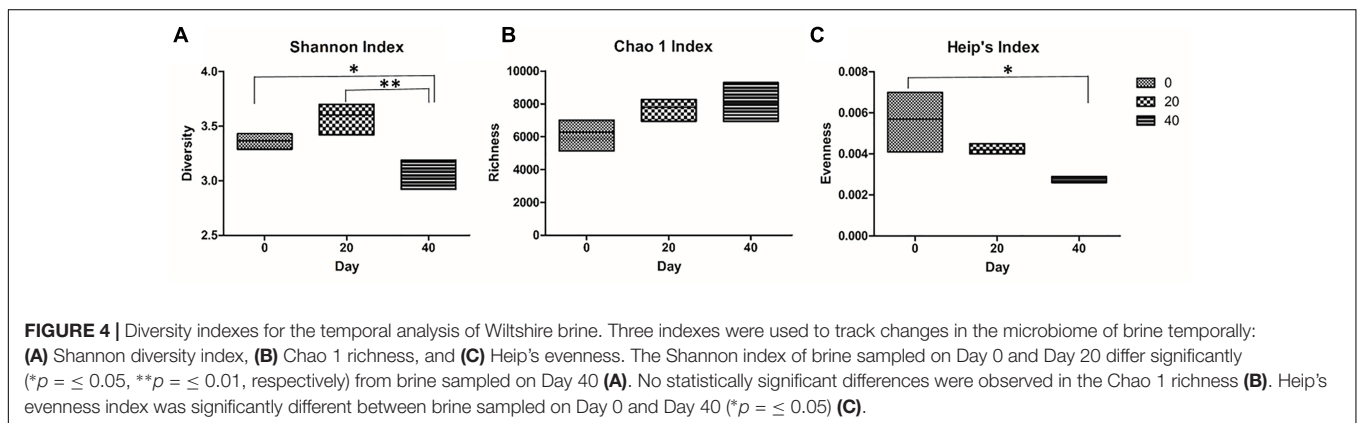 A
Shannon Index
4.0
3.5
3.0
2.5
Diversity
*
**
0
20
40
Day
B
Chao 1 Index
10000
8000
6000
4000
2000
0
Richness
0
20
40
Day
C
Heip's Index
0.008
0.006
0.004
0.002
0.000
Evenness
*
0
20
40
Day
0
20
40
FIGURE 4 | Diversity indexes for the temporal analysis of Wiltshire brine. Three indexes were used to track changes in the microbiome of brine temporally:
(A) Shannon diversity index, (B) Chao 1 richness, and (C) Heip's evenness. The Shannon index of brine sampled on Day 0 and Day 20 differ significantly
(*p = ≤ 0.05, **p = ≤ 0.01, respectively) from brine sampled on Day 40 (A). No statistically significant differences were observed in the Chao 1 richness (B). Heip's
evenness index was significantly different between brine sampled on Day 0 and Day 40 (*p = ≤ 0.05) (C).